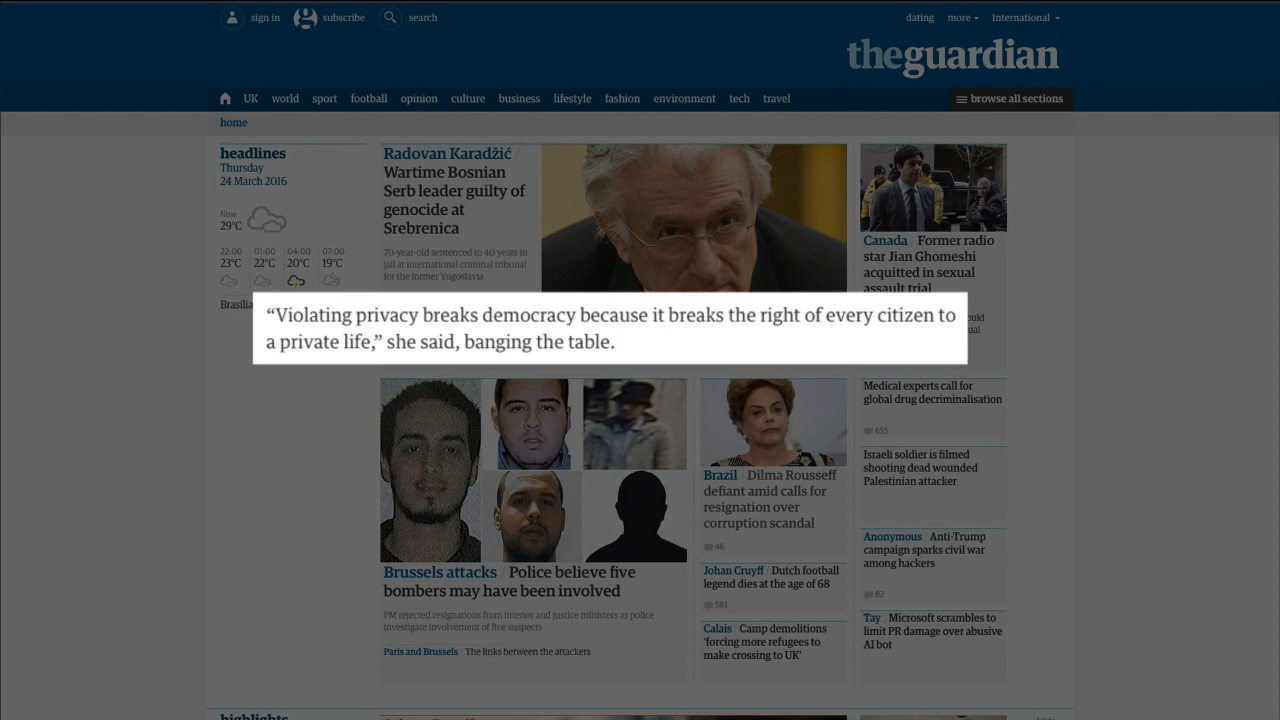 sign in
subscribe
search
dating
more
International
theguardian
UK
world
sport
football
opinion
culture
business
lifestyle
fashion
environment
tech
travel
browse all sections
home
headlines
Thursday
24 March 2016
Now
29°C
22:00
01:00
04:00
07:00
23°C
22°C
20°C
19°C
Brasilia
Radovan Karadžić /
Wartime Bosnian
Serb leader guilty of
genocide at
Srebrenica
70-year-old sentenced to 40 years in
jail at international criminal tribunal
for the former Yugoslavia
Canada / Former radio
star Jian Ghomeshi
acquitted in sexual
assault trial
“Violating privacy breaks democracy because it breaks the right of every citizen to
a private life,” she said, banging the table.
Brussels attacks / Police believe five
bombers may have been involved
PM rejected resignations from interior and justice ministers as police
investigate involvement of five suspects
Paris and Brussels The links between the attackers
Brazil / Dilma Rousseff
defiant amid calls for
resignation over
corruption scandal
46
Johan Cruyff / Dutch football
legend dies at the age of 68
581
Calais / Camp demolitions
'forcing more refugees to
make crossing to UK'
Medical experts call for
global drug decriminalisation
655
Israeli soldier is filmed
shooting dead wounded
Palestinian attacker
Anonymous / Anti-Trump
campaign sparks civil war
among hackers
82
Tay / Microsoft scrambles to
limit PR damage over abusive
AI bot
highlights
Hide